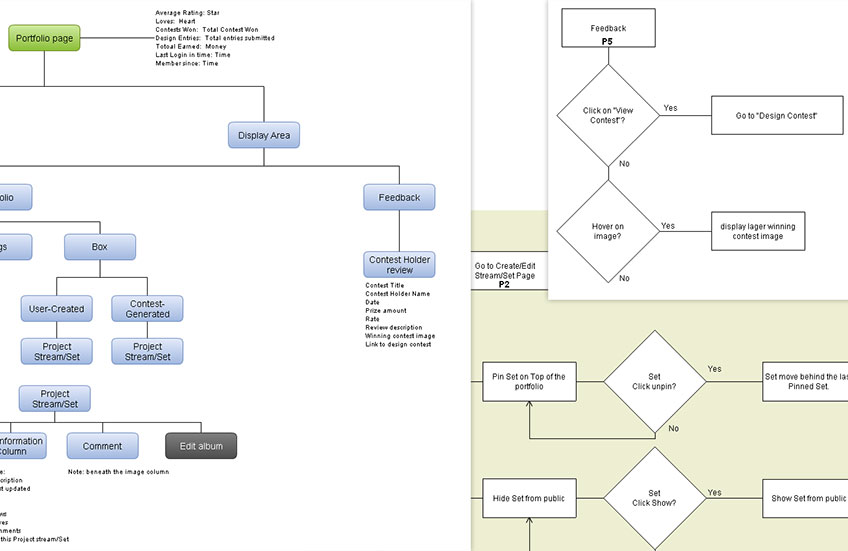 Portfolio page
Average Rating: Star
Loves: Heart
Contests Won: Total Contest Won
Design Entries: Total entries submitted
Totoal Earned: Money
Last Login in time: Time
Member since: Time
Display Area
olio
Feedback
gs
Box
Contest Holder
review
Contest Title
Contest Holder Name
Date
Prize amount
Rate
Review description
Winning contest image
Link to design contest
User-Created
Contest-
Generated
Project
Stream/Set
Project
Stream/Set
Project
Stream/Set
nformation
Column
Comment
Edit album
Note: beneath the image column
e:
cription
t updated
es
mments
this Project stream/Set
Feedback
P5
Click on "View
Contest"?
Yes
Go to "Design Contest"
No
Hover on
image?
Yes
display lager winning
contest image
No
Go to Create/Edit
Stream/Set Page
P2
Pin Set on Top of the
portfolio
Set
Click unpin?
Yes
Set move behind the las
Pinned Set.
No
Hide Set from public
Set
Click Show?
Yes
Show Set from public